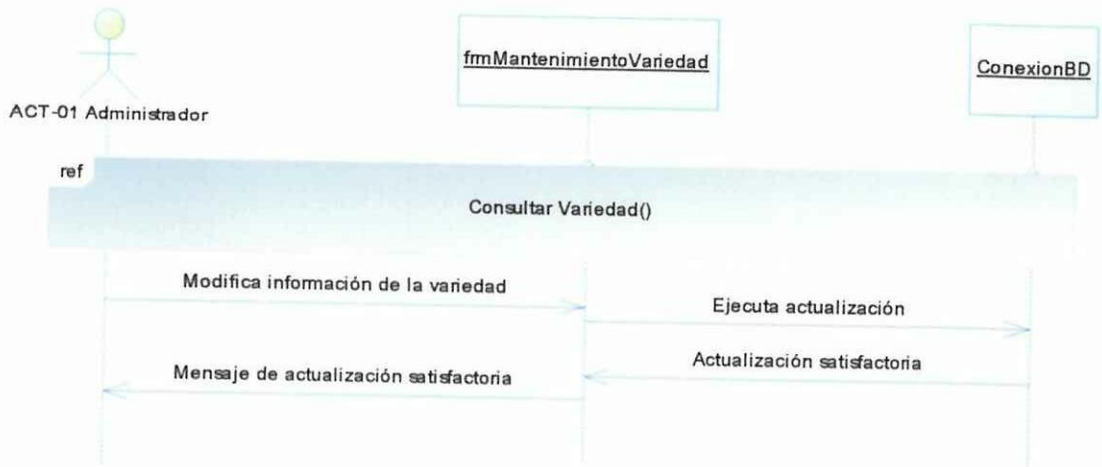 frmMantenimientoVariedad
ConexionBD
ACT-01 Administrador
ref
Consultar Variedad()
Modifica información de la variedad
Ejecuta actualización
Actualización satisfactoria
Mensaje de actualización satisfactoria